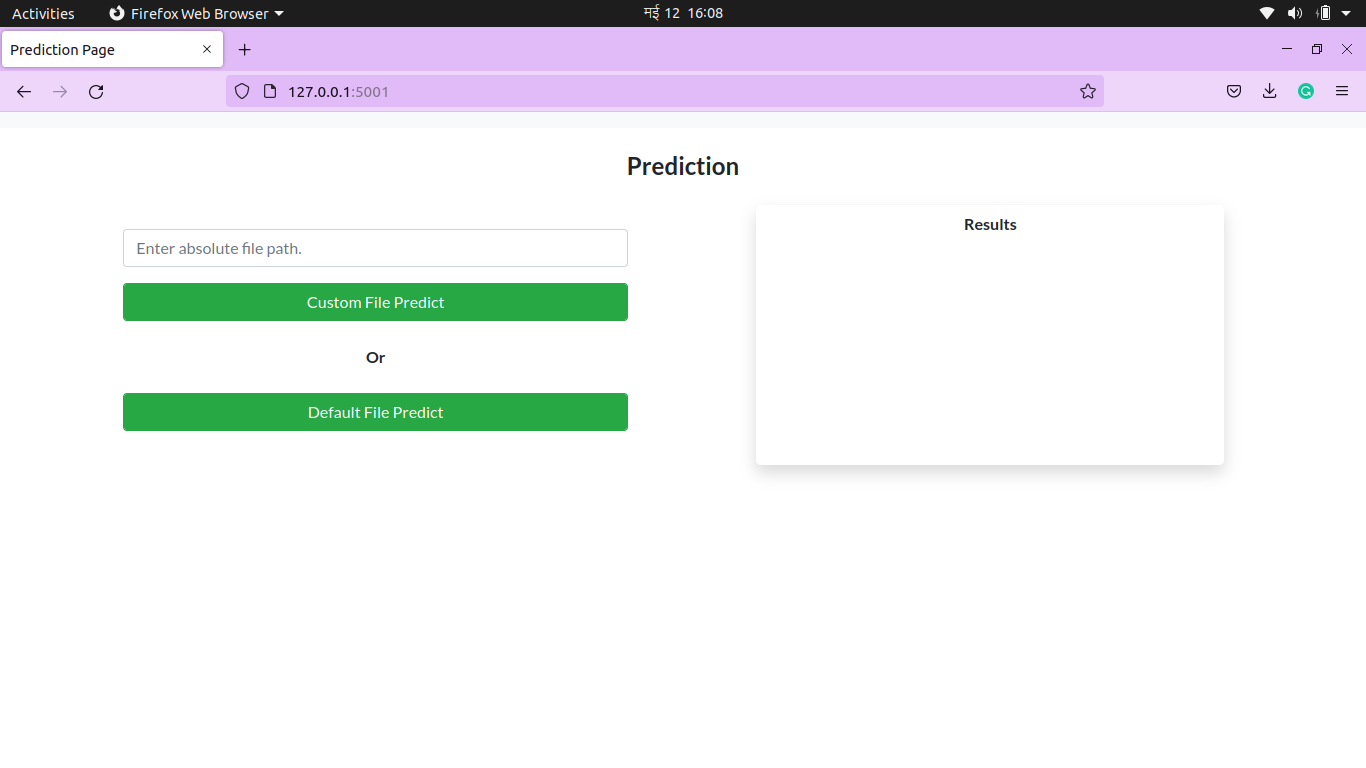 Activities Firefox Web Browser मई 12 16:08
Prediction Page
127.0.0.1:5001
Prediction
Enter absolute file path.
Custom File Predict
Or
Default File Predict
Results